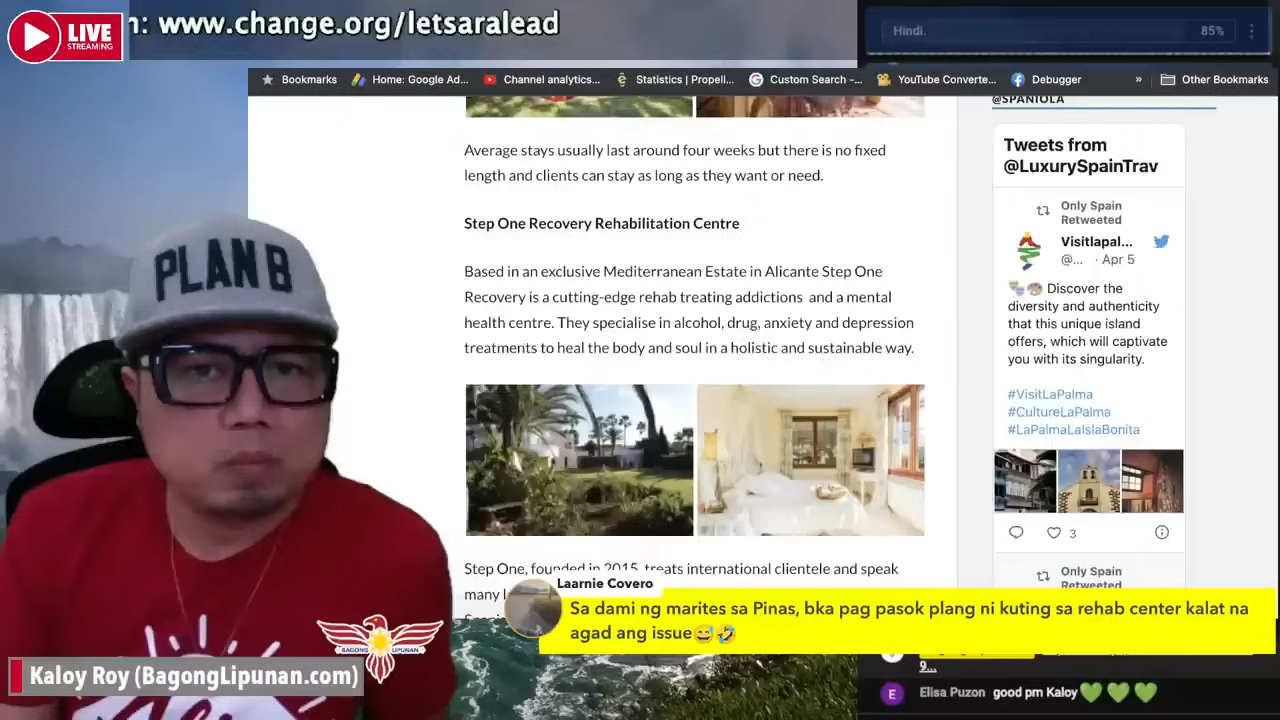 n: www.change.org/letsaralead
LIVE
STREAMING
Hindi.
85%
Bookmarks
Home: Google Ad...
Channel analytics...
Statistics | Propell...
Custom Search -...
YouTube Converte...
Debugger
»
Other Bookmarks
@SPANIOLA
Average stays usually last around four weeks but there is no fixed
length and clients can stay as long as they want or need.
Step One Recovery Rehabilitation Centre
Based in an exclusive Mediterranean Estate in Alicante Step One
Recovery is a cutting-edge rehab treating addictions and a mental
health centre. They specialise in alcohol, drug, anxiety and depression
treatments to heal the body and soul in a holistic and sustainable way.
Step One, founded in 2015, treats international clientele and speak
many
Tweets from
@LuxurySpainTrav
Only Spain
Retweeted
Visitlapal...
@... · Apr 5
Discover the
diversity and authenticity
that this unique island
offers, which will captivate
you with its singularity.
#VisitLaPalma
#CultureLaPalma
#LaPalmaLaIslaBonita
3
Only Spain
Retweeted
PLAN B
Laarnie Covero
Sa dami ng marites sa Pinas, bka pag pasok plang ni kuting sa rehab center kalat na
agad ang issue😅🤣
BAGONG LIPUNAN
Kaloy Roy (BagongLipunan.com)
9...
E
Elisa Puzon good pm Kaloy💚💚💚